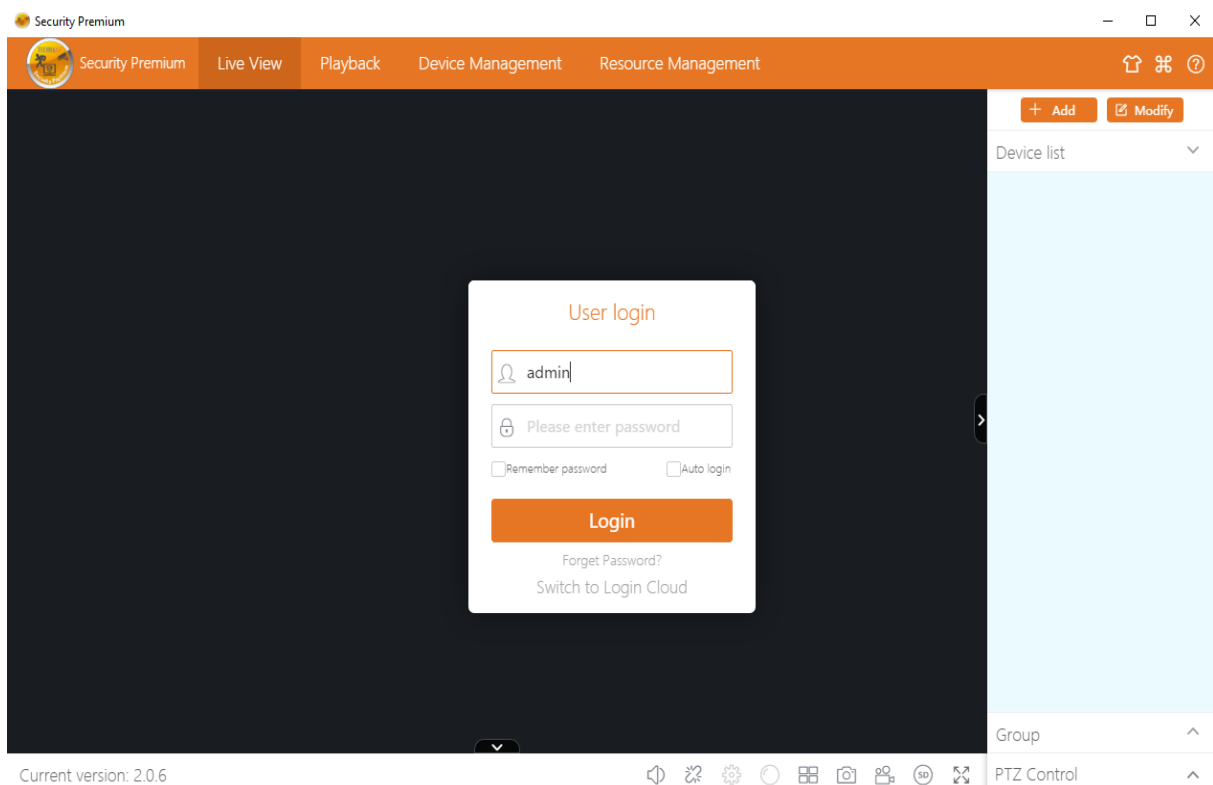 Security Premium
Security Premium Live View Playback Device Management Resource Management
Add Modify
Device list
User login
admin
Please enter password
Remember password Auto login
Login
Forget Password?
Switch to Login Cloud
Group
Current version: 2.0.6 SD PTZ Control